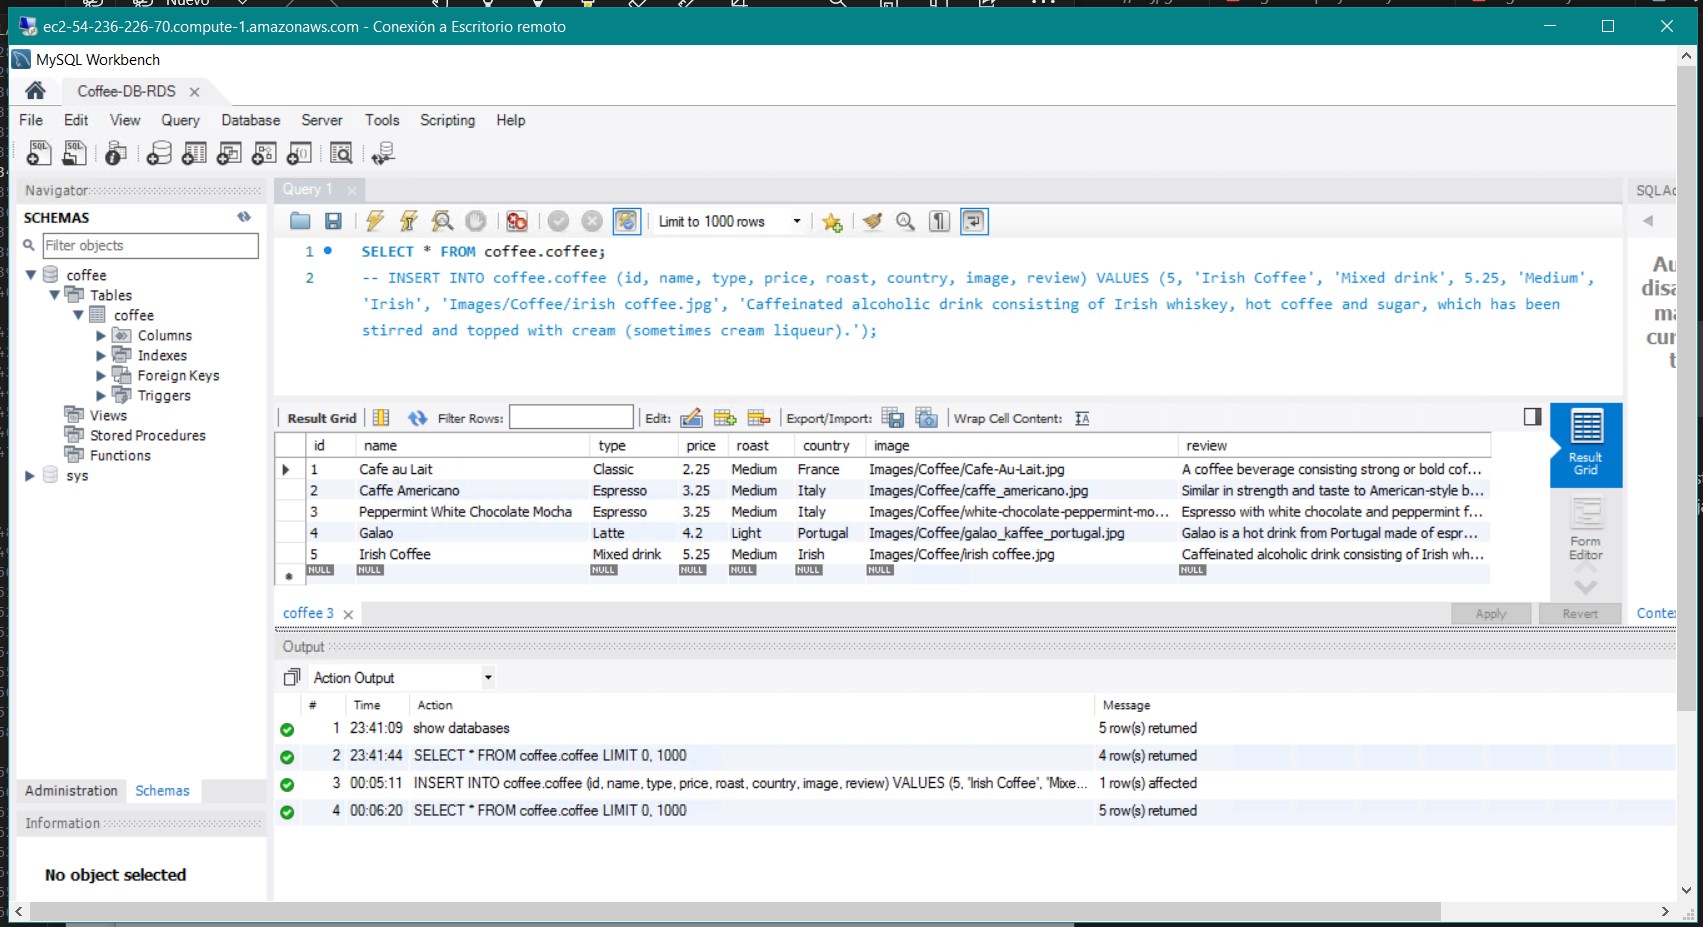 Nuevo
ec2-54-236-226-70.compute-1.amazonaws.com - Conexión a Escritorio remoto
MySQL Workbench
Coffee-DB-RDS
File Edit View Query Database Server Tools Scripting Help
Navigator
SCHEMAS
Filter objects
coffee
Tables
coffee
Columns
Indexes
Foreign Keys
Triggers
Views
Stored Procedures
Functions
sys
Administration Schemas
Information
No object selected
Query 1
Limit to 1000 rows
1 SELECT * FROM coffee.coffee;
2 -- INSERT INTO coffee.coffee (id, name, type, price, roast, country, image, review) VALUES (5, 'Irish Coffee', 'Mixed drink', 5.25, 'Medium',
'Irish', 'Images/Coffee/irish coffee.jpg', 'Caffeinated alcoholic drink consisting of Irish whiskey, hot coffee and sugar, which has been
stirred and topped with cream (sometimes cream liqueur).');
Result Grid Filter Rows: Edit: Export/Import: Wrap Cell Content:
id name type price roast country image review
1 Cafe au Lait Classic 2.25 Medium France Images/Coffee/Cafe-Au-Lait.jpg A coffee beverage consisting strong or bold cof...
2 Caffe Americano Espresso 3.25 Medium Italy Images/Coffee/caffe_americano.jpg Similar in strength and taste to American-style b...
3 Peppermint White Chocolate Mocha Espresso 3.25 Medium Italy Images/Coffee/white-chocolate-peppermint-mo... Espresso with white chocolate and peppermint f...
4 Galao Latte 4.2 Light Portugal Images/Coffee/galao_kaffee_portugal.jpg Galao is a hot drink from Portugal made of espr...
5 Irish Coffee Mixed drink 5.25 Medium Irish Images/Coffee/irish coffee.jpg Caffeinated alcoholic drink consisting of Irish wh...
NULL NULL NULL NULL NULL NULL NULL NULL
Result
Grid
Form
Editor
coffee 3
Apply Revert
SQLAc
Au
disa
ma
cur
t
Contex
Output
Action Output
# Time Action Message
1 23:41:09 show databases 5 row(s) returned
2 23:41:44 SELECT * FROM coffee.coffee LIMIT 0, 1000 4 row(s) returned
3 00:05:11 INSERT INTO coffee.coffee (id, name, type, price, roast, country, image, review) VALUES (5, 'Irish Coffee', 'Mixe... 1 row(s) affected
4 00:06:20 SELECT * FROM coffee.coffee LIMIT 0, 1000 5 row(s) returned